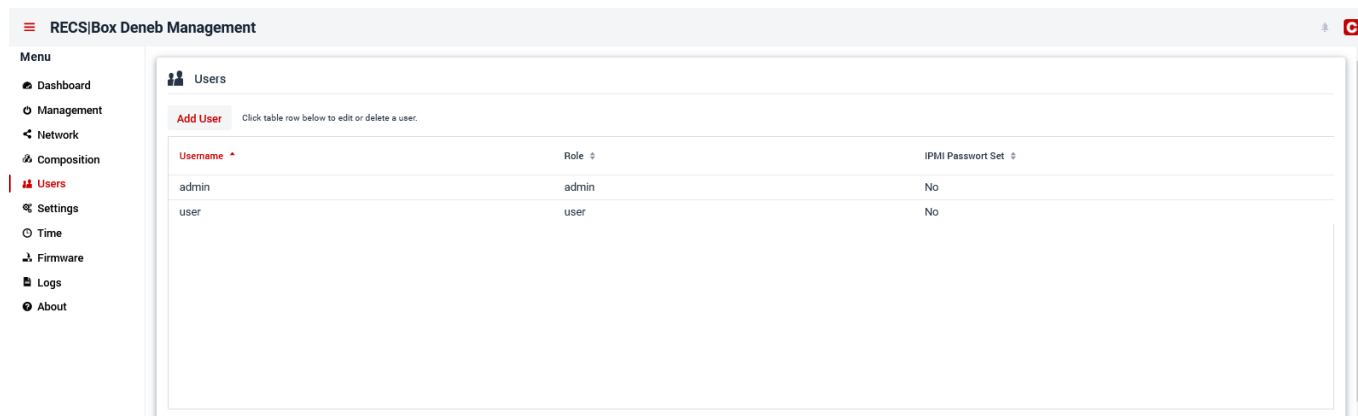 RECS|Box Deneb Management
C
Menu
Dashboard
Management
Network
Composition
Users
Settings
Time
Firmware
Logs
About
Users
Add User Click table row below to edit or delete a user.
Username Role IPMI Passwort Set
admin admin No
user user No